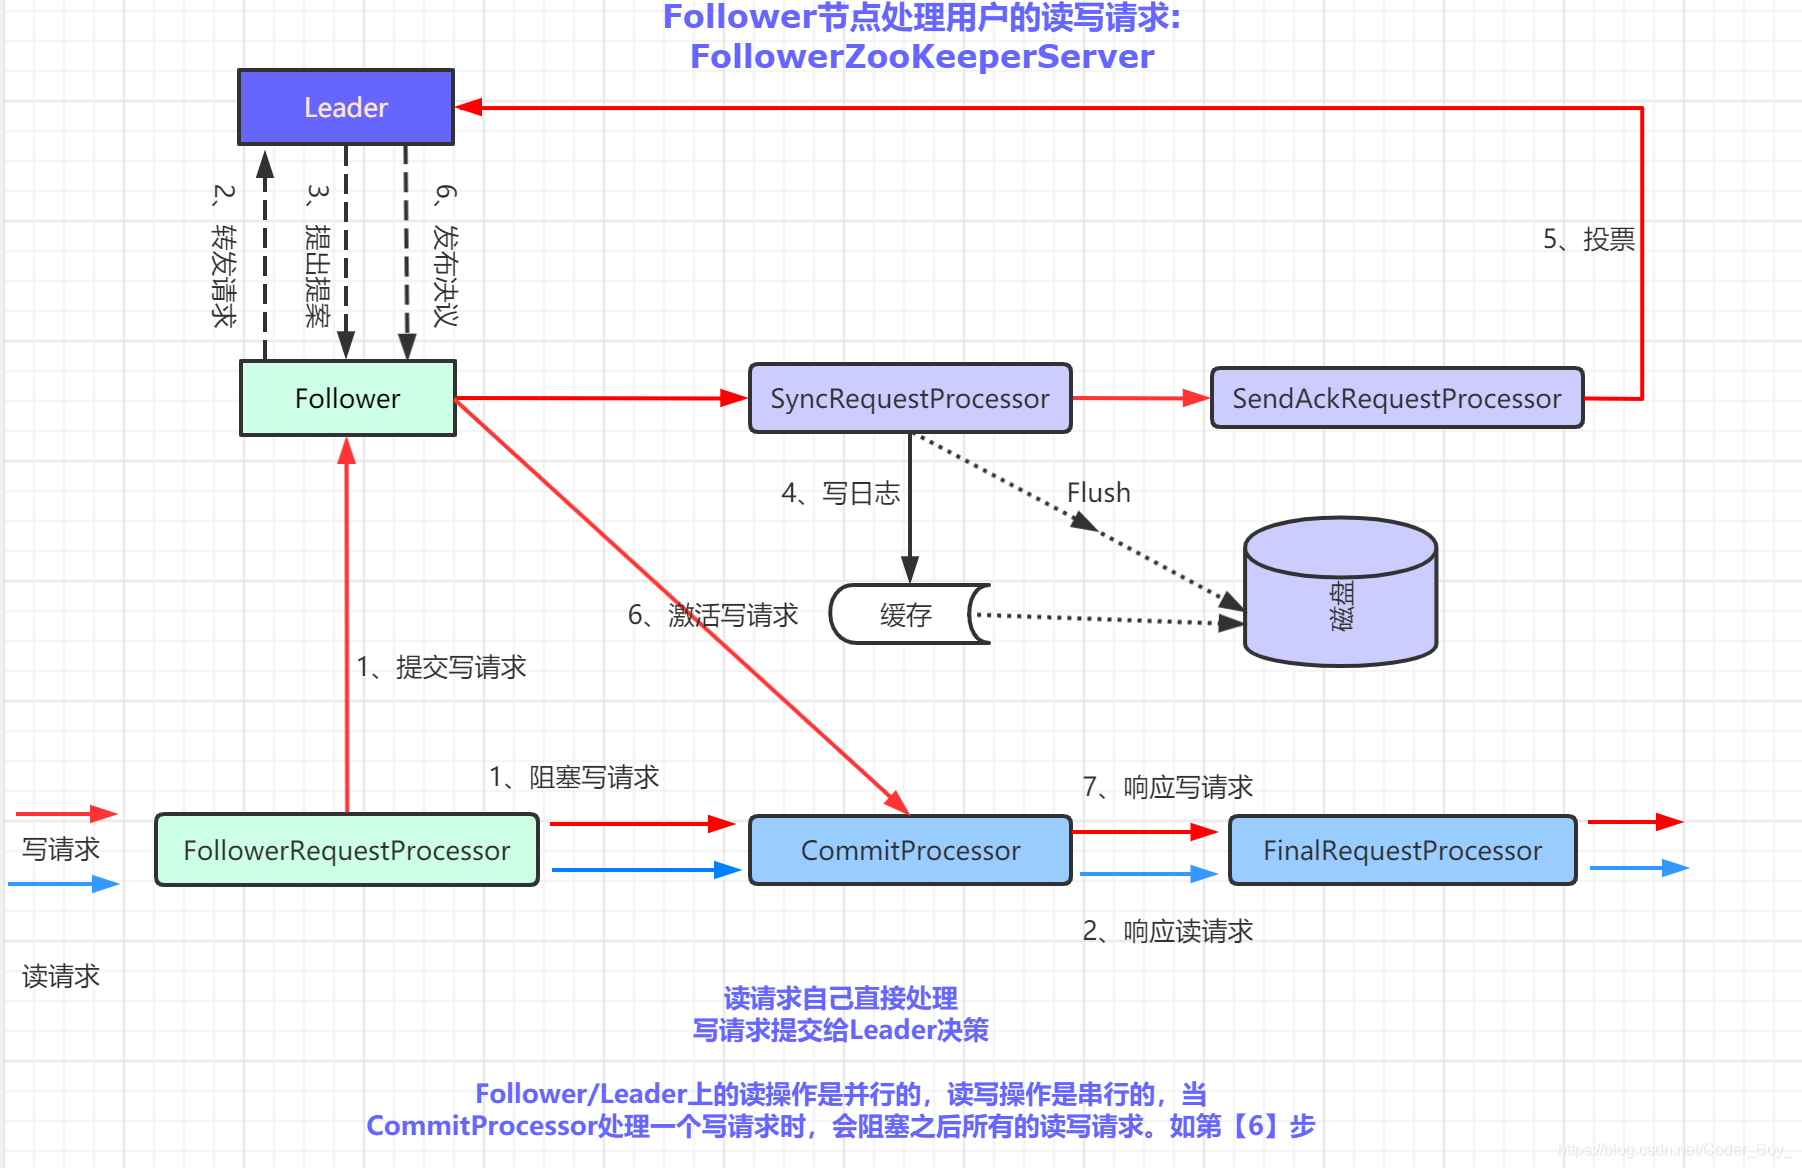 Follower节点处理用户的读写请求:
FollowerZooKeeperServer
Leader
2、转发请求
3、提出提案
6、发布决议
5、投票
Follower
SyncRequestProcessor
SendAckRequestProcessor
4、写日志
Flush
缓存
磁盘
6、激活写请求
1、提交写请求
1、阻塞写请求
7、响应写请求
写请求
FollowerRequestProcessor
CommitProcessor
FinalRequestProcessor
2、响应读请求
读请求
读请求自己直接处理
写请求提交给Leader决策
Follower/Leader上的读操作是并行的，读写操作是串行的，当
CommitProcessor处理一个写请求时，会阻塞之后所有的读写请求。如第【6】步
https://blog.csdn.net/Coder_Boy_